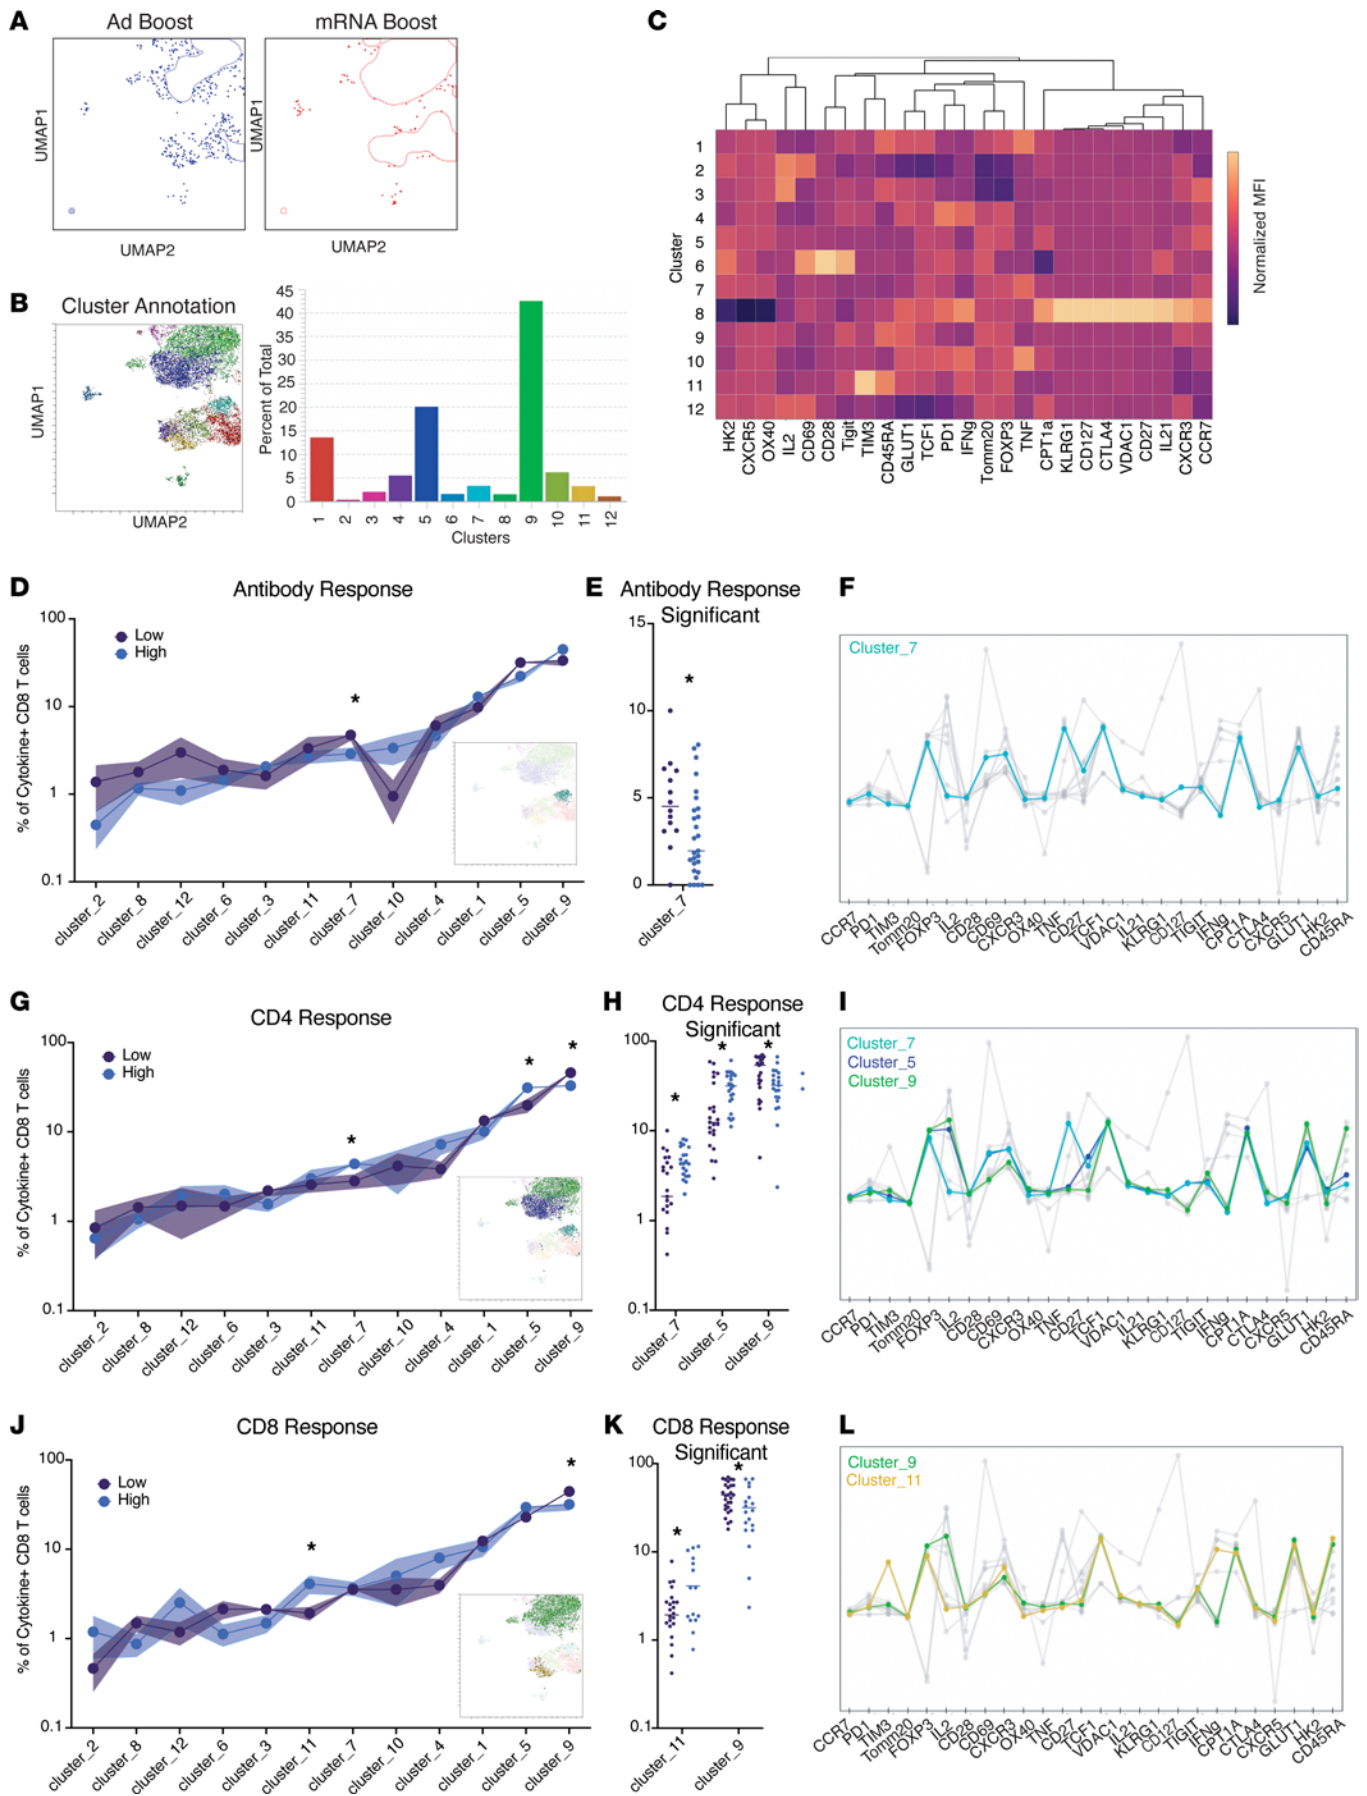 A
Ad Boost
mRNA Boost
UMAP1
UMAP2
UMAP1
UMAP2
B
Cluster Annotation
UMAP1
UMAP2
Percent of Total
45
40
35
30
25
20
15
10
5
0
1
2
3
4
5
6
7
8
9
10
11
12
Clusters
C
Cluster
1
2
3
4
5
6
7
8
9
10
11
12
HK2
CXCR5
OX40
IL2
CD69
CD28
Tigit
TIM3
CD45RA
GLUT1
TCF1
PD1
IFNg
Tomm20
FOXP3
TNF
CPT1a
KLRG1
CD127
CTLA4
VDAC1
CD27
IL21
CXCR3
CCR7
Normalized MFI
D
Antibody Response
% of Cytokine+ CD8 T cells
100
10
1
0.1
Low
High
*
cluster_2
cluster_8
cluster_12
cluster_6
cluster_3
cluster_11
cluster_7
cluster_10
cluster_4
cluster_1
cluster_5
cluster_9
E
Antibody Response
Significant
15
10
5
0
*
cluster_7
F
Cluster_7
CCR7
PD1
TIM3
Tomm20
FOXP3
IL2
CD28
CD69
CXCR3
OX40
TNF
CD27
TCF1
VDAC1
IL21
KLRG1
CD127
TIGIT
IFNg
CPT1A
CTLA4
CXCR5
GLUT1
HK2
CD45RA
G
CD4 Response
% of Cytokine+ CD8 T cells
100
10
1
0.1
Low
High
*
*
*
cluster_2
cluster_8
cluster_12
cluster_6
cluster_3
cluster_11
cluster_7
cluster_10
cluster_4
cluster_1
cluster_5
cluster_9
H
CD4 Response
Significant
100
10
1
0.1
*
*
*
cluster_7
cluster_5
cluster_9
I
Cluster_7
Cluster_5
Cluster_9
CCR7
PD1
TIM3
Tomm20
FOXP3
IL2
CD28
CD69
CXCR3
OX40
TNF
CD27
TCF1
VDAC1
IL21
KLRG1
CD127
TIGIT
IFNg
CPT1A
CTLA4
CXCR5
GLUT1
HK2
CD45RA
J
CD8 Response
% of Cytokine+ CD8 T cells
100
10
1
0.1
Low
High
*
*
cluster_2
cluster_8
cluster_12
cluster_6
cluster_3
cluster_11
cluster_7
cluster_10
cluster_4
cluster_1
cluster_5
cluster_9
K
CD8 Response
Significant
100
10
1
0.1
*
*
cluster_11
cluster_9
L
Cluster_9
Cluster_11
CCR7
PD1
TIM3
Tomm20
FOXP3
IL2
CD28
CD69
CXCR3
OX40
TNF
CD27
TCF1
VDAC1
IL21
KLRG1
CD127
TIGIT
IFNg
CPT1A
CTLA4
CXCR5
GLUT1
HK2
CD45RA